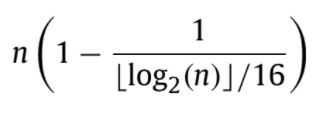 n(1 − 1/(⌊log₂(n)⌋/16))